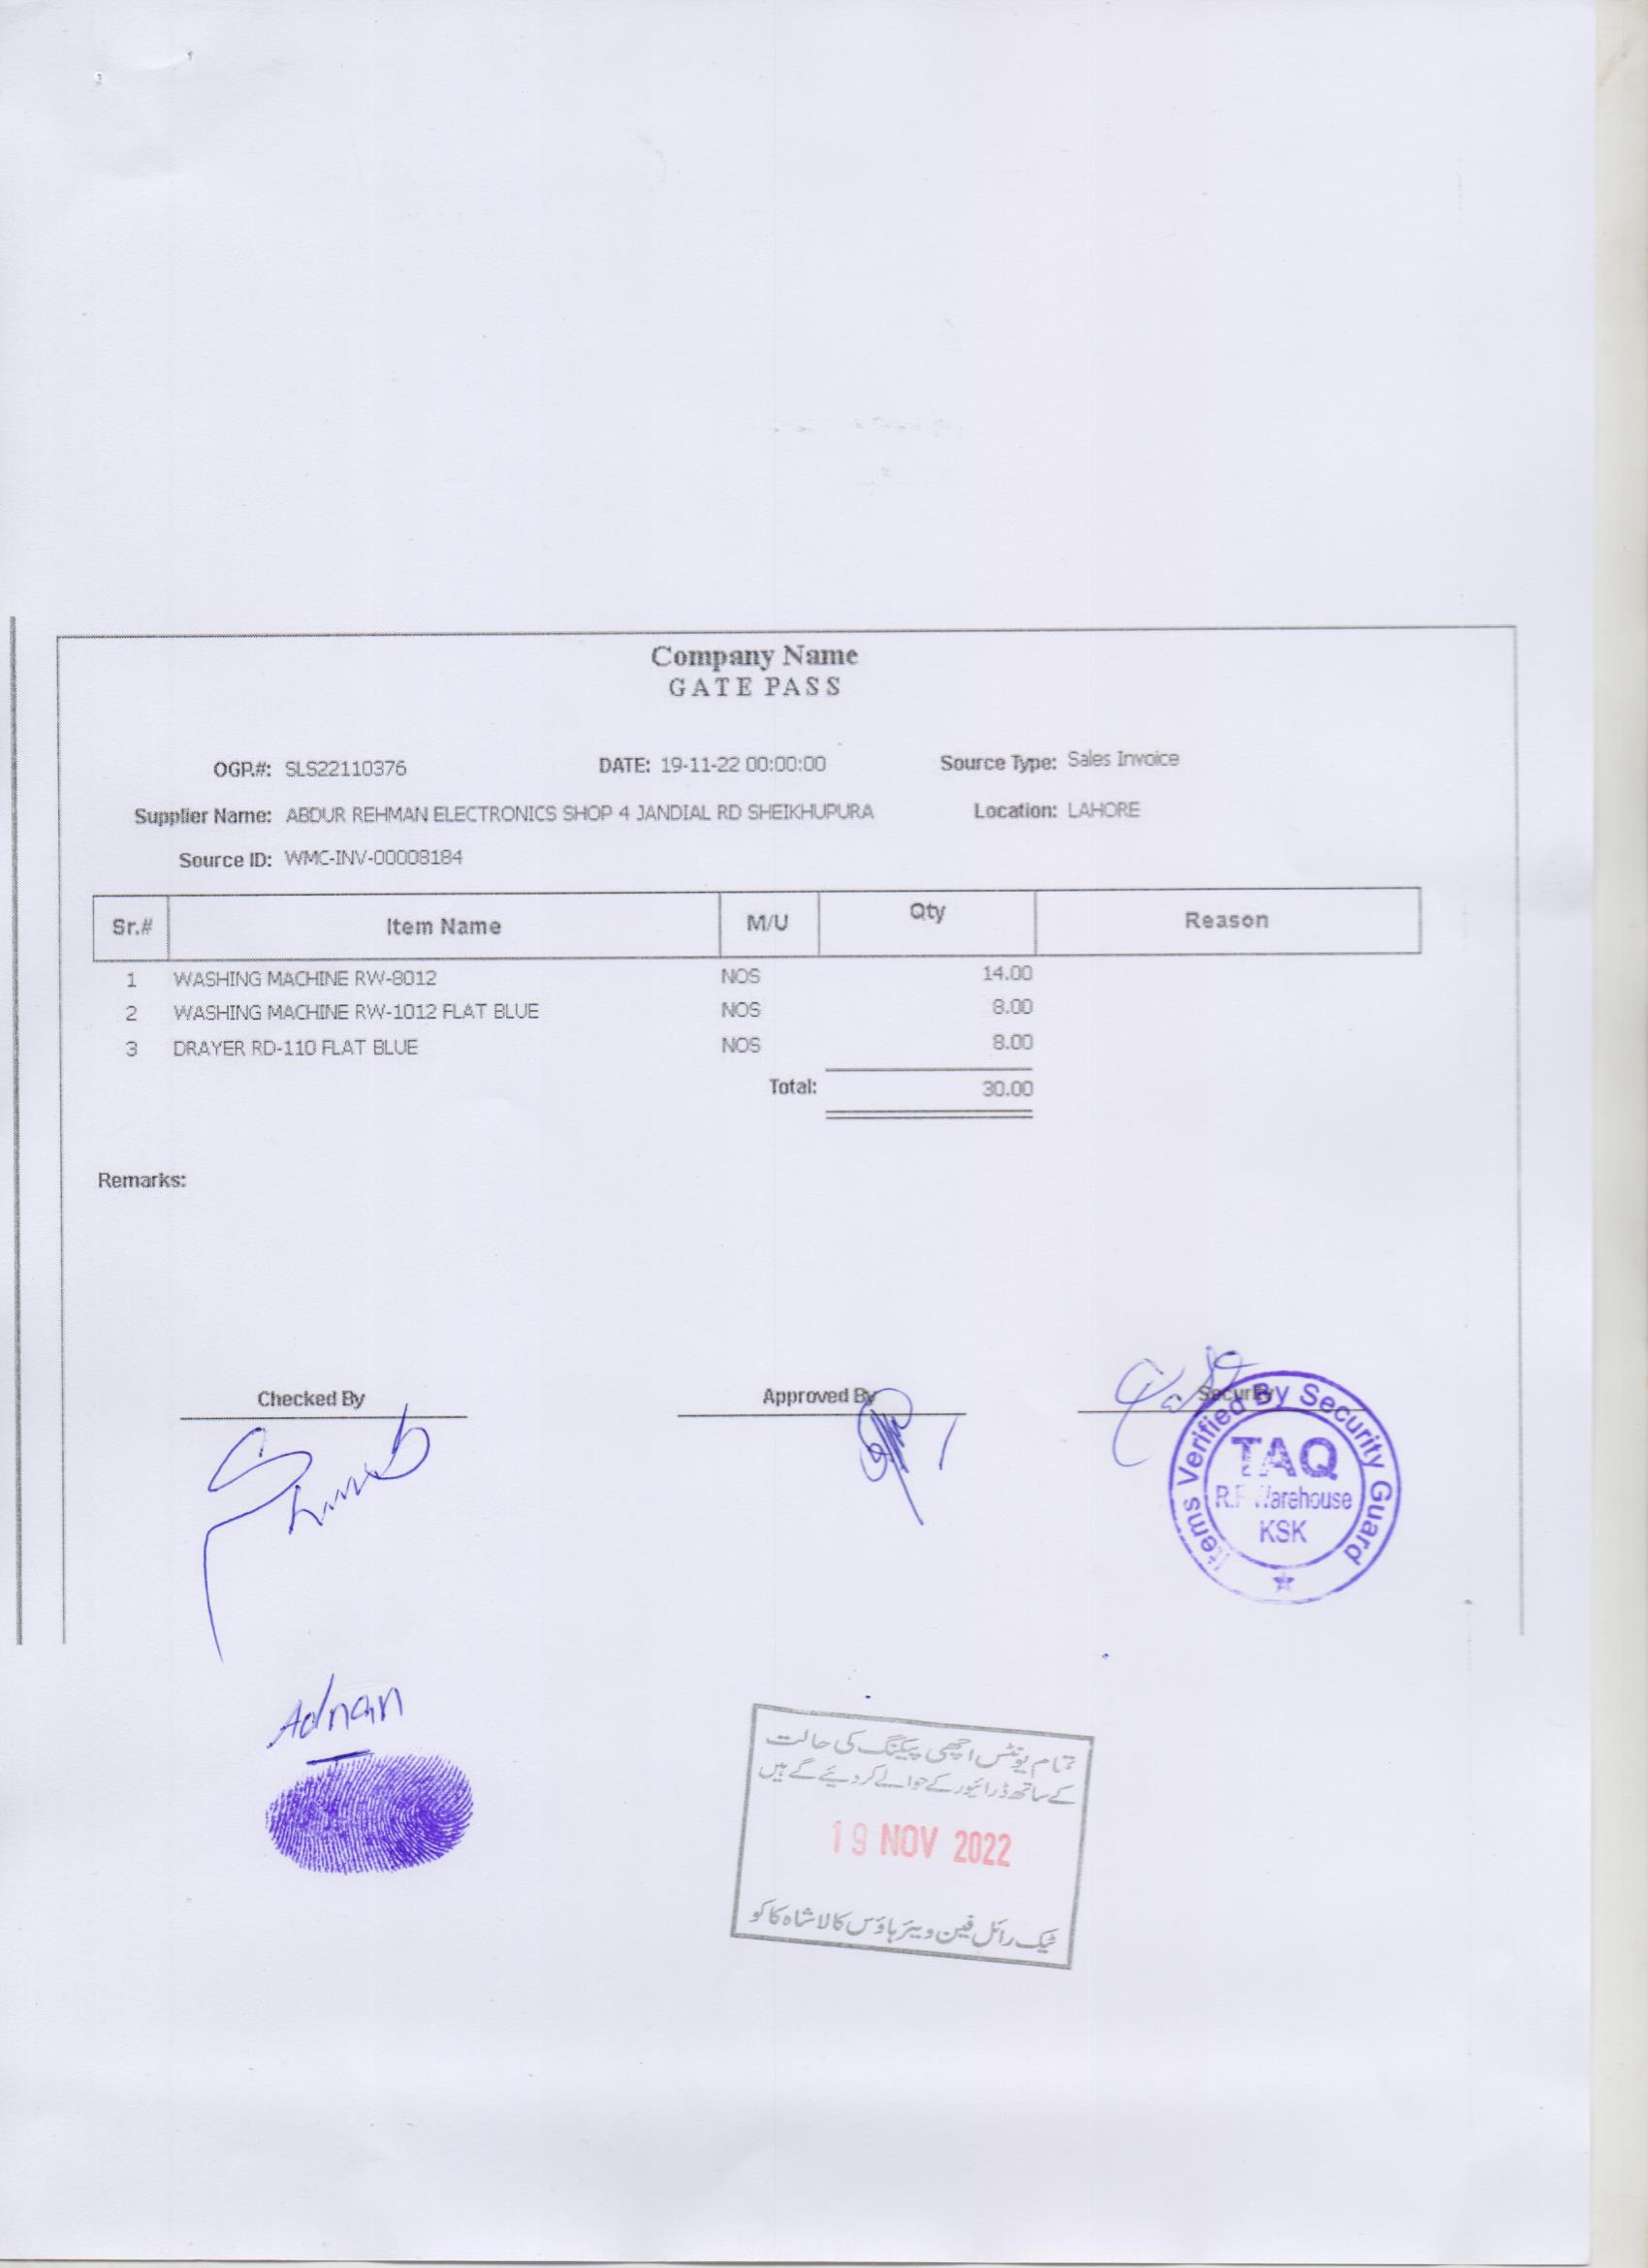 Company Name
GATE PASS
OGP.#: SLS22110376 DATE: 19-11-22 00:00:00 Source Type: Sales Invoice
Supplier Name: ABDUR REHMAN ELECTRONICS SHOP 4 JANDIAL RD SHEIKHUPURA Location: LAHORE
Source ID: WMC-INV-00008184
Sr.# Item Name M/U Qty Reason
1 WASHING MACHINE RW-8012 NOS 14.00
2 WASHING MACHINE RW-1012 FLAT BLUE NOS 8.00
3 DRAYER RD-110 FLAT BLUE NOS 8.00
Total: 30.00
Remarks:
Checked By Approved By Security
Items Verified By Security Guard
TAQ
Warehouse
KSK
Adnan
تمام یونٹس اچھی پیکنگ کی حالت
کے ساتھ ڈرائیور کے حوالے کر دیئے گئے ہیں
19 NOV 2022
ٹیک رائل فین ویئر ہاؤس کالا شاہ کاکو